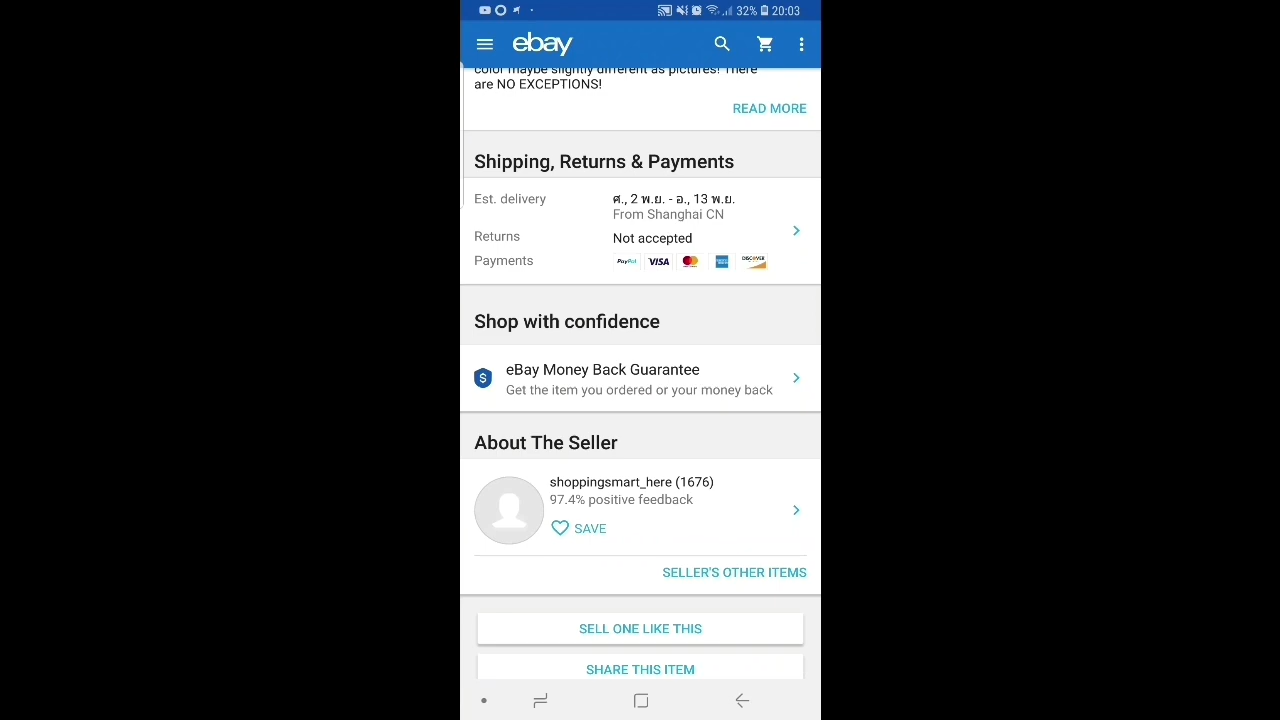 32% 20:03
ebay
color maybe slightly different as pictures! There
are NO EXCEPTIONS!
READ MORE
Shipping, Returns & Payments
Est. delivery
ศ., 2 พ.ย. - อ., 13 พ.ย.
From Shanghai CN
Returns
Not accepted
Payments
PayPal VISA DISCOVER
Shop with confidence
eBay Money Back Guarantee
Get the item you ordered or your money back
About The Seller
shoppingsmart_here (1676)
97.4% positive feedback
SAVE
SELLER'S OTHER ITEMS
SELL ONE LIKE THIS
SHARE THIS ITEM